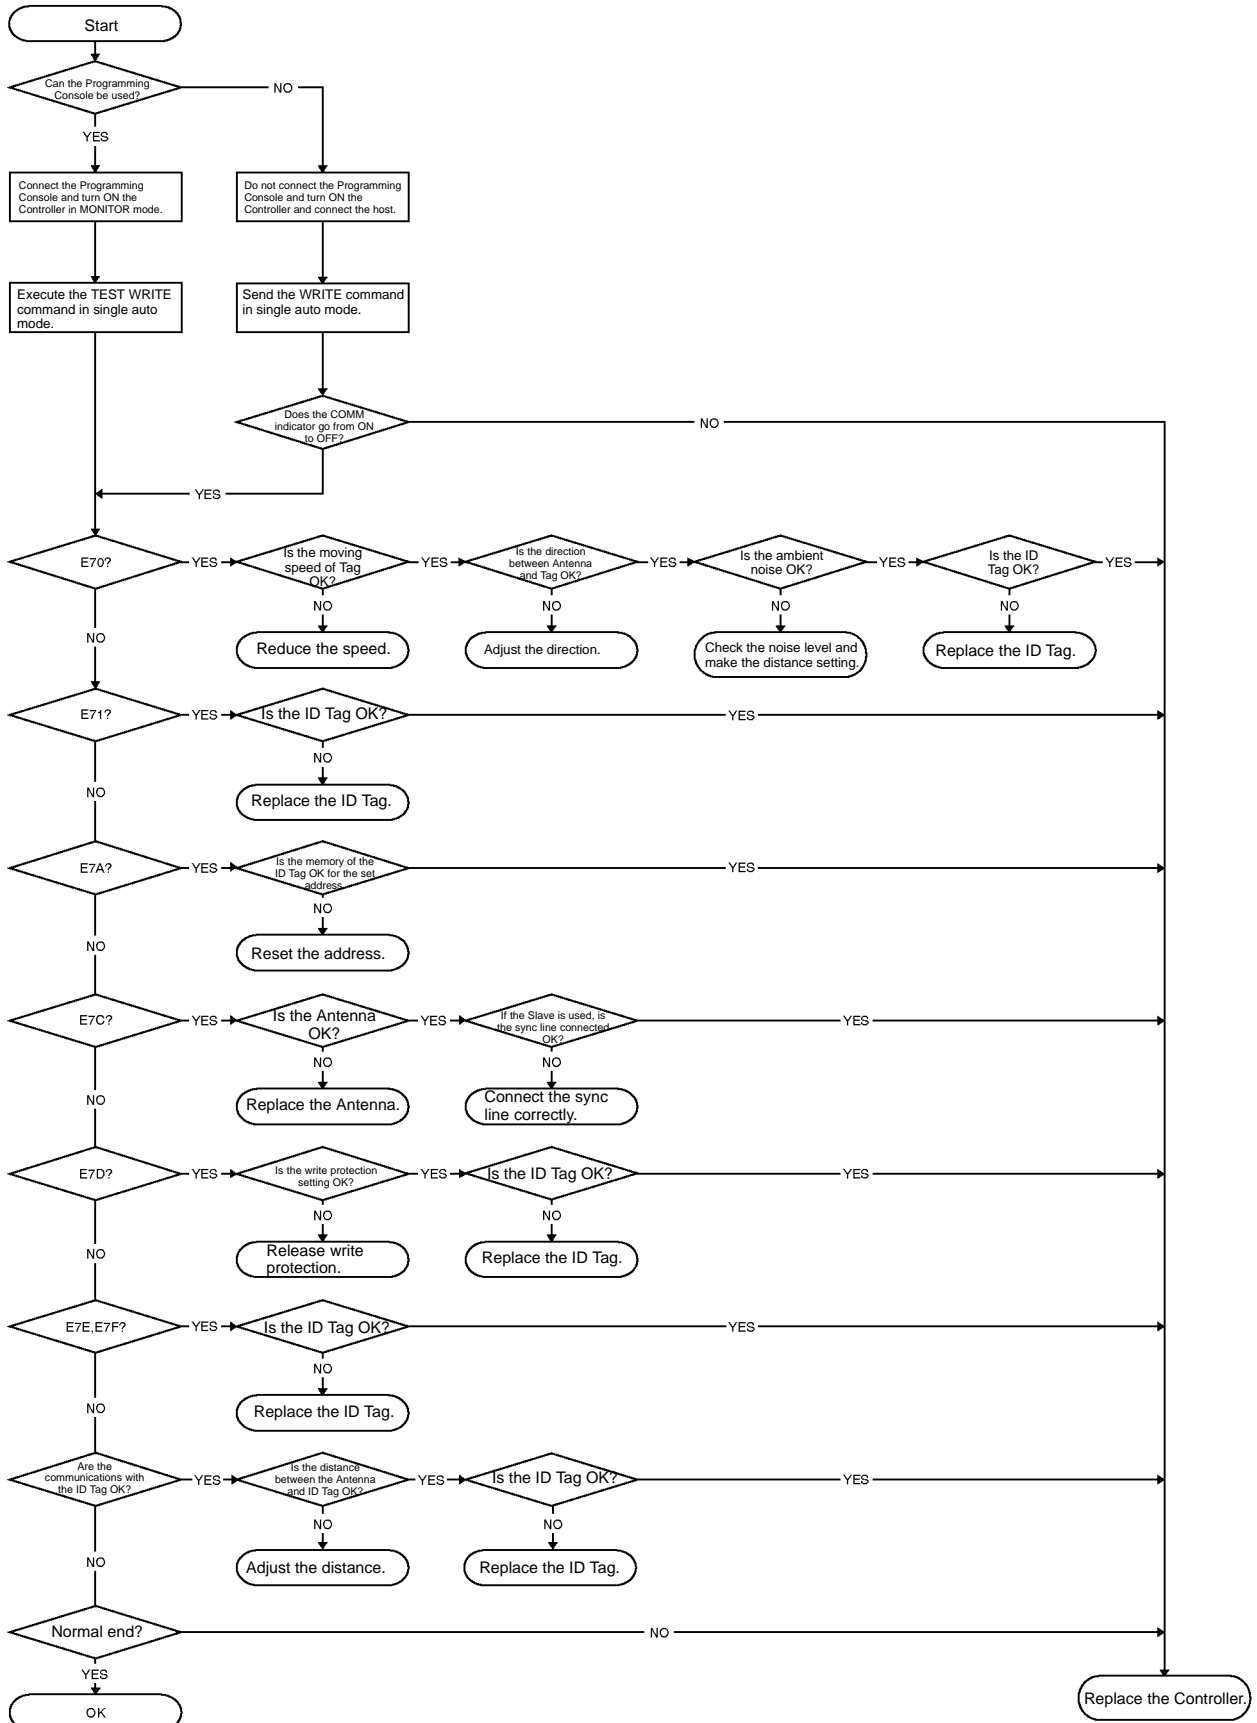 Start
Can the Programming
Console be used?
NO
YES
Connect the Programming
Console and turn ON the
Controller in MONITOR mode.
Do not connect the Programming
Console and turn ON the
Controller and connect the host.
Execute the TEST WRITE
command in single auto
mode.
Send the WRITE command
in single auto mode.
Does the COMM
indicator go from ON
to OFF?
NO
YES
E70?
YES
Is the moving
speed of Tag
OK?
YES
Is the direction
between Antenna
and Tag OK?
YES
Is the ambient
noise OK?
YES
Is the ID
Tag OK?
YES
NO
NO
NO
NO
NO
Reduce the speed.
Adjust the direction.
Check the noise level and
make the distance setting.
Replace the ID Tag.
E71?
YES
Is the ID Tag OK?
YES
NO
NO
Replace the ID Tag.
E7A?
YES
Is the memory of the
ID Tag OK for the set
address
YES
NO
NO
Reset the address.
E7C?
YES
Is the Antenna
OK?
YES
If the Slave is used, is
the sync line connected
OK?
YES
NO
NO
NO
Replace the Antenna.
Connect the sync
line correctly.
E7D?
YES
Is the write protection
setting OK?
YES
Is the ID Tag OK?
YES
NO
NO
NO
Release write
protection.
Replace the ID Tag.
E7E,E7F?
YES
Is the ID Tag OK?
YES
NO
NO
Replace the ID Tag.
Are the
communications with
the ID Tag OK?
YES
Is the distance
between the Antenna
and ID Tag OK?
YES
Is the ID Tag OK?
YES
NO
NO
NO
Adjust the distance.
Replace the ID Tag.
Normal end?
NO
YES
OK
Replace the Controller.